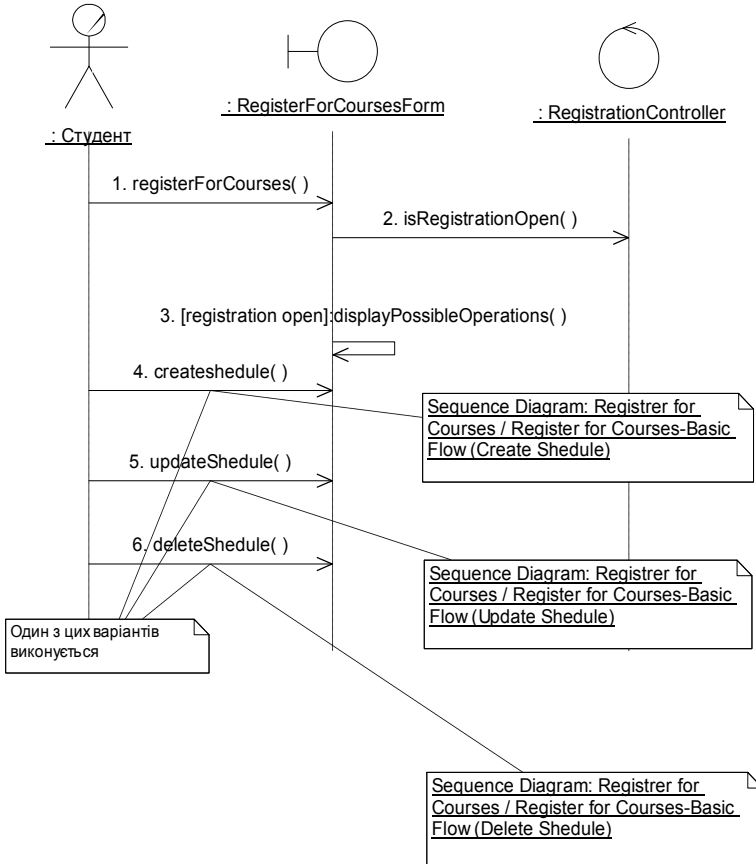 : RegisterForCoursesForm
: RegistrationController
: Студент
1. registerForCourses( )
2. isRegistrationOpen( )
3. [registration open]:displayPossibleOperations( )
4. createshedule( )
Sequence Diagram: Registrer for
Courses / Register for Courses-Basic
Flow (Create Shedule)
5. updateShedule( )
6. deleteShedule( )
Sequence Diagram: Registrer for
Courses / Register for Courses-Basic
Flow (Update Shedule)
Один з цих варіантів
виконується
Sequence Diagram: Registrer for
Courses / Register for Courses-Basic
Flow (Delete Shedule)